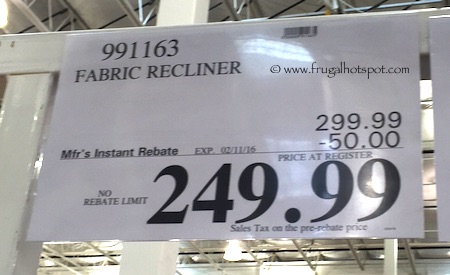 991163
FABRIC RECLINER
© www.frugalhotspot.com
299.99
-50.00
Mfr's Instant Rebate EXP. 02/11/16
PRICE AT REGISTER
NO
REBATE LIMIT
249.99
Sales Tax on the pre-rebate price